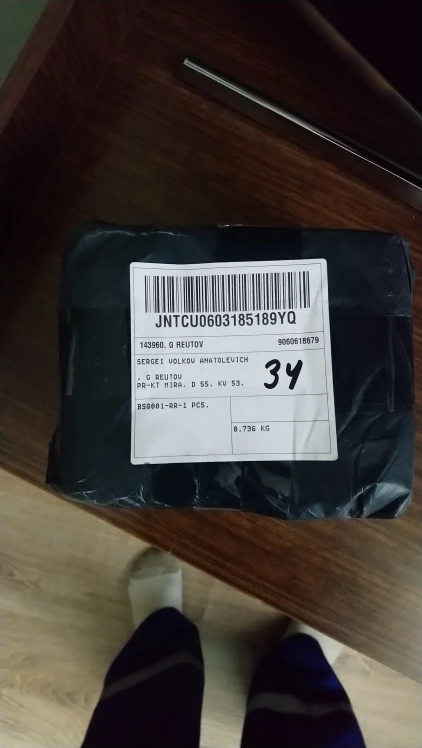 JNTCU0603185189YQ
143960, G REUTOV 9060618679
SERGEI VOLKOV ANATOLEVICH
, G REUTOV
PR-KT MIRA. D 55. KV 53.
34
BS0001-RR-1 PCS.
0.736 KG